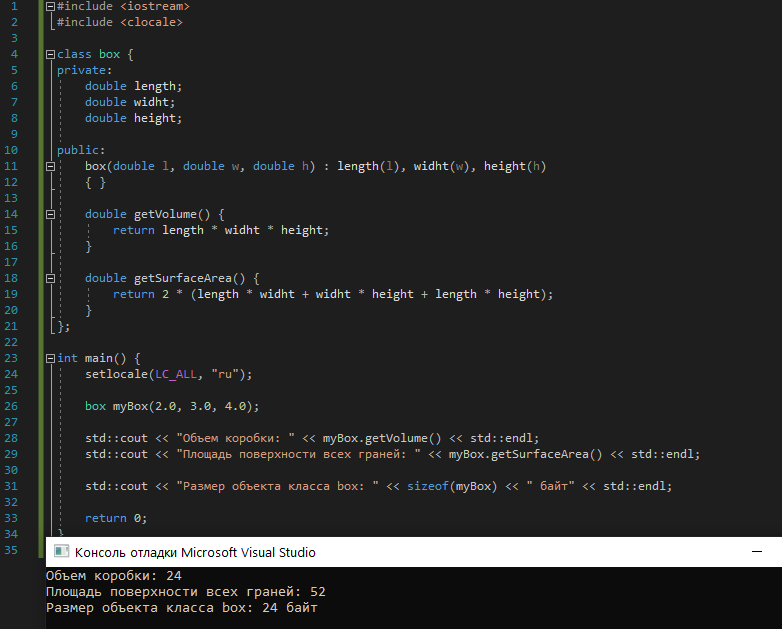 1 #include <iostream>
2 #include <clocale>
3
4 class box {
5 private:
6 double length;
7 double widht;
8 double height;
9
10 public:
11 box(double l, double w, double h) : length(l), widht(w), height(h)
12 { }
13
14 double getVolume() {
15 return length * widht * height;
16 }
17
18 double getSurfaceArea() {
19 return 2 * (length * widht + widht * height + length * height);
20 }
21 };
22
23 int main() {
24 setlocale(LC_ALL, "ru");
25
26 box myBox(2.0, 3.0, 4.0);
27
28 std::cout << "Объем коробки: " << myBox.getVolume() << std::endl;
29 std::cout << "Площадь поверхности всех граней: " << myBox.getSurfaceArea() << std::endl;
30
31 std::cout << "Размер объекта класса box: " << sizeof(myBox) << " байт" << std::endl;
32
33 return 0;
34 }
35
Консоль отладки Microsoft Visual Studio
Объем коробки: 24
Площадь поверхности всех граней: 52
Размер объекта класса box: 24 байт